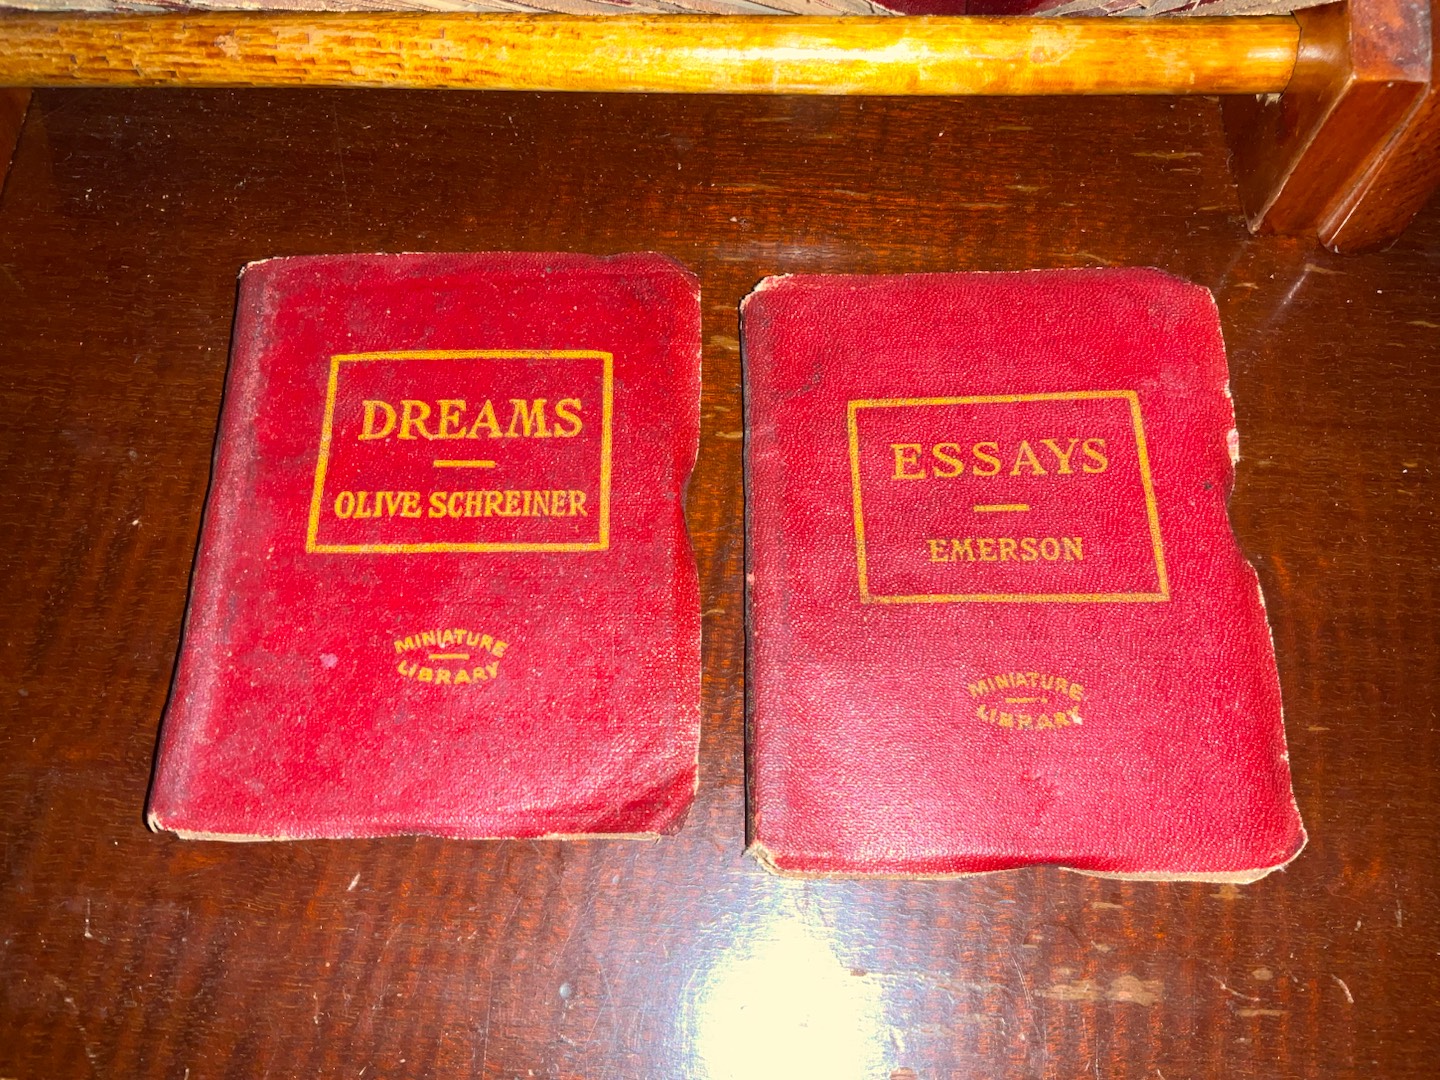 DREAMS
OLIVE SCHREINER
MINIATURE
LIBRARY
ESSAYS
EMERSON
MINIATURE
LIBRARY